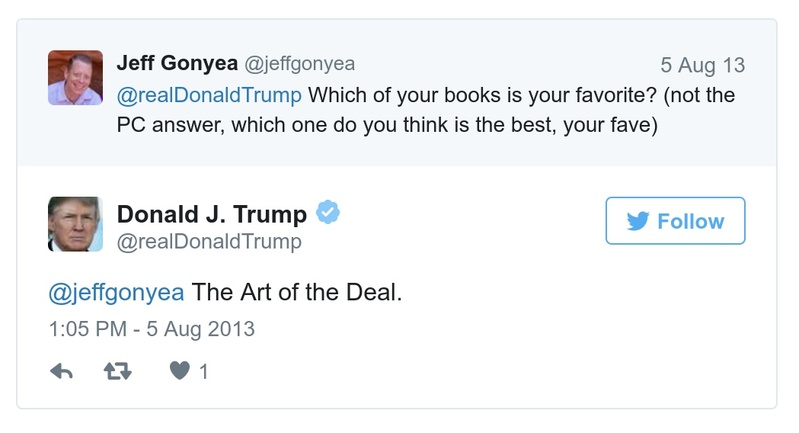 Jeff Gonyea @jeffgonyea 5 Aug 13
@realDonaldTrump Which of your books is your favorite? (not the
PC answer, which one do you think is the best, your fave)
Donald J. Trump
@realDonaldTrump
Follow
@jeffgonyea The Art of the Deal.
1:05 PM - 5 Aug 2013
1